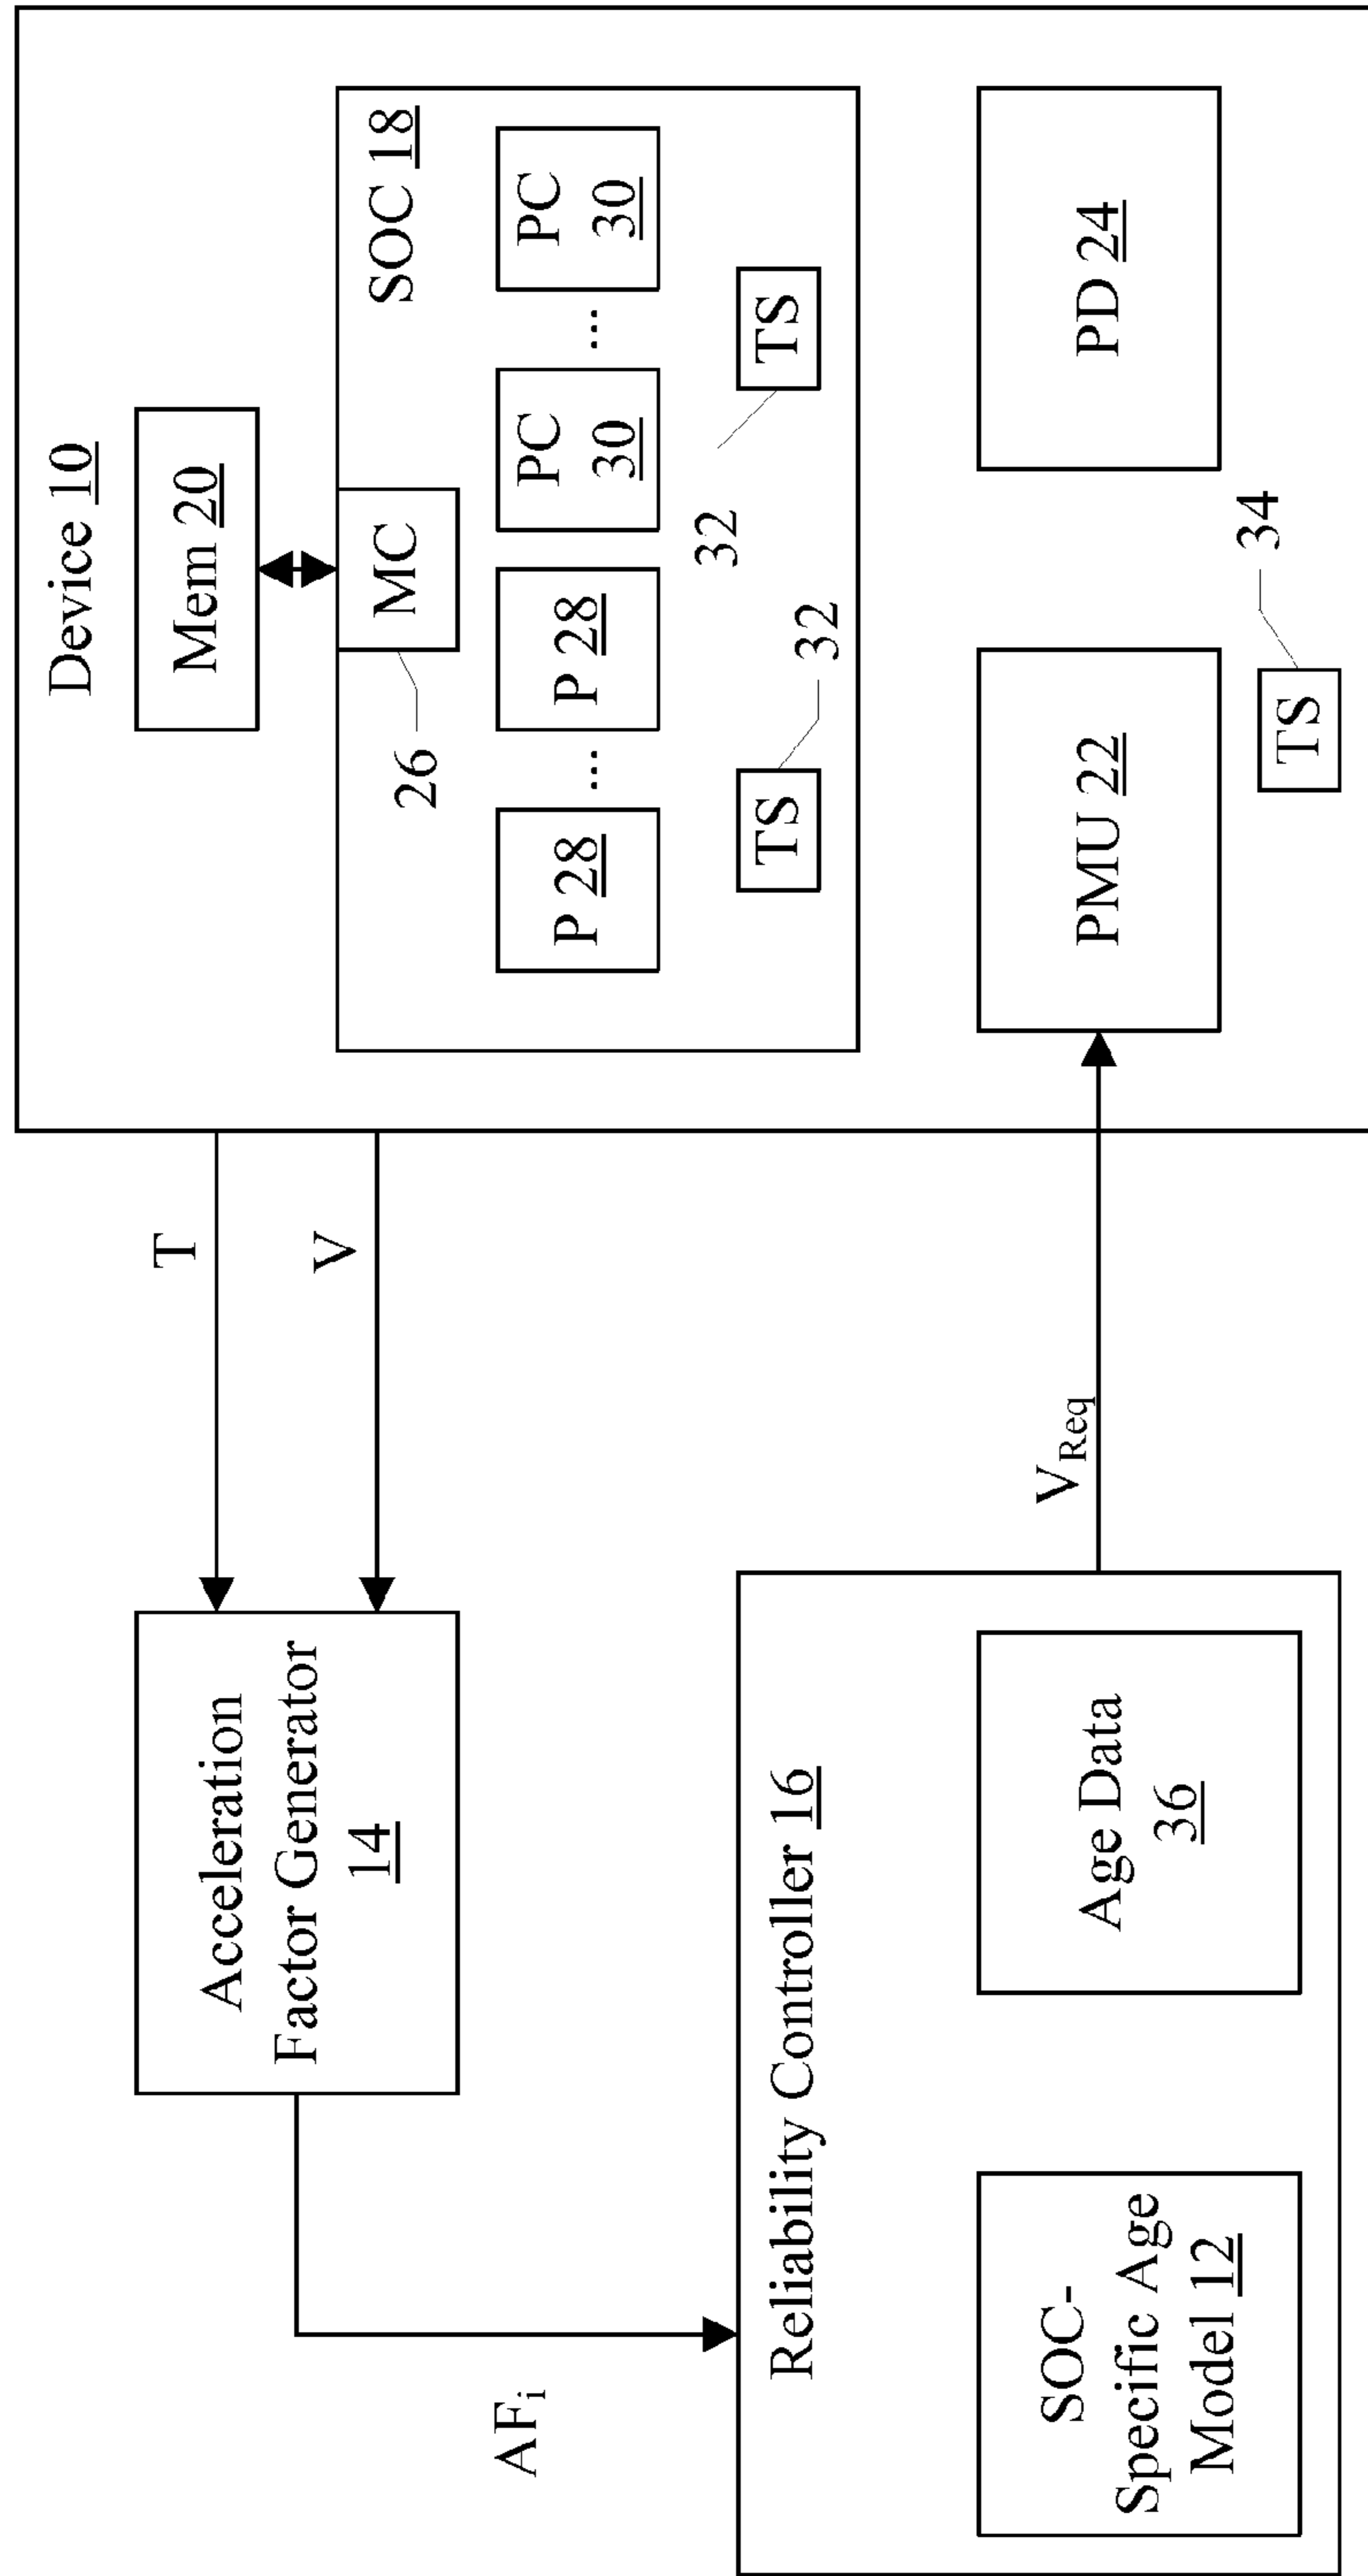 Device 10
Mem 20
SOC 18
MC
26
P 28
...
P 28
PC
30
...
PC
30
TS
32
TS
32
PMU 22
PD 24
TS
34
T
V
Acceleration
Factor Generator
14
AFi
Reliability Controller 16
SOC-
Specific Age
Model 12
Age Data
36
VReq